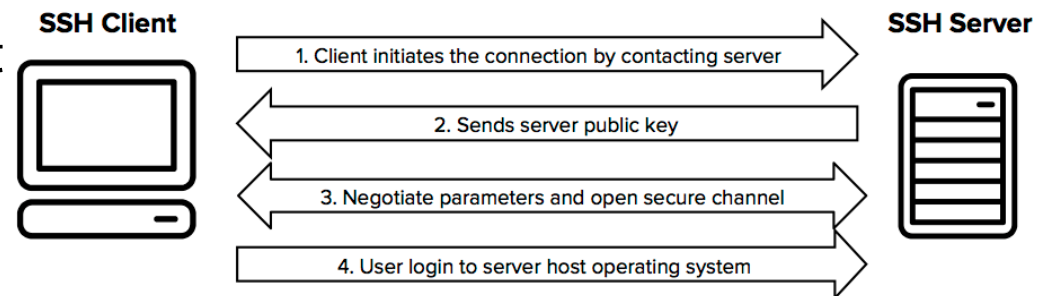 SSH Client
SSH Server
1. Client initiates the connection by contacting server
2. Sends server public key
3. Negotiate parameters and open secure channel
4. User login to server host operating system